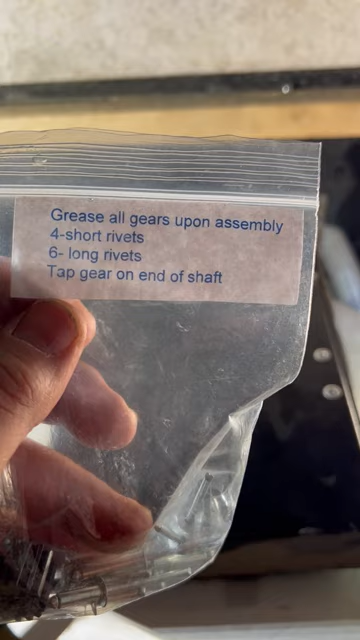 Grease all gears upon assembly
4-short rivets
6- long rivets
Tap gear on end of shaft